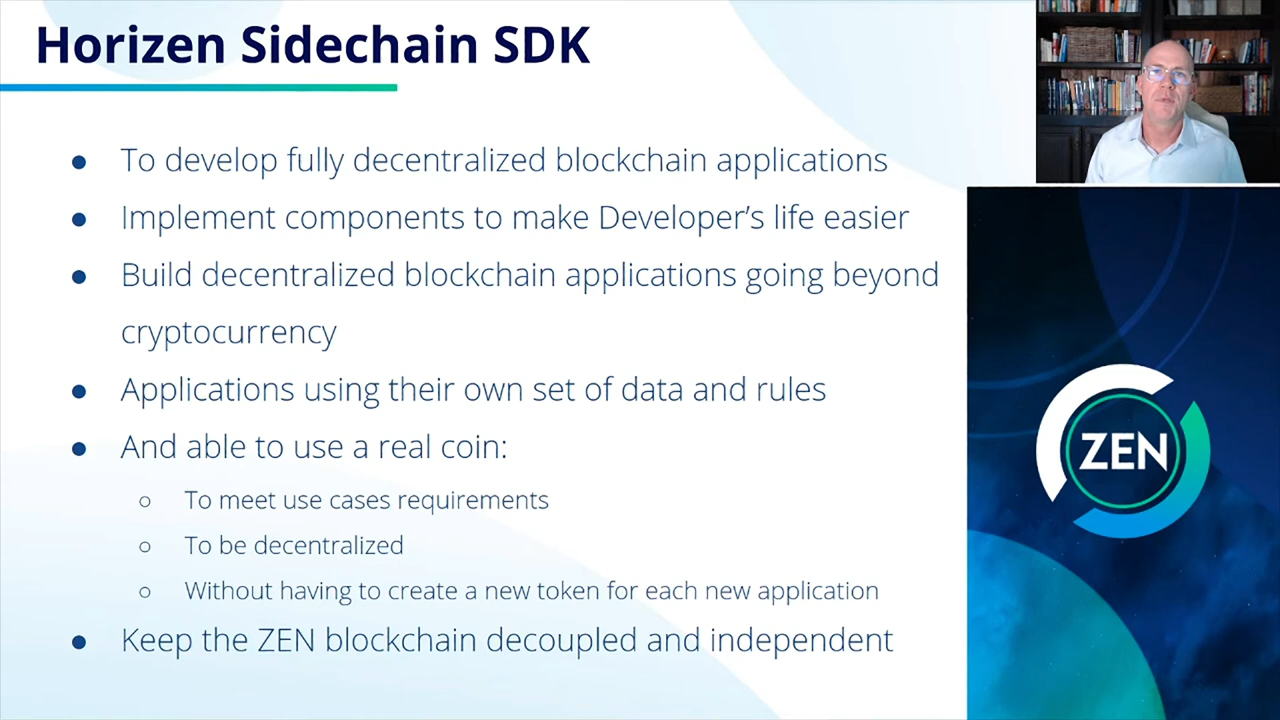 Horizen Sidechain SDK
● To develop fully decentralized blockchain applications
● Implement components to make Developer's life easier
● Build decentralized blockchain applications going beyond
cryptocurrency
● Applications using their own set of data and rules
● And able to use a real coin:
○ To meet use cases requirements
○ To be decentralized
○ Without having to create a new token for each new application
● Keep the ZEN blockchain decoupled and independent
ZEN